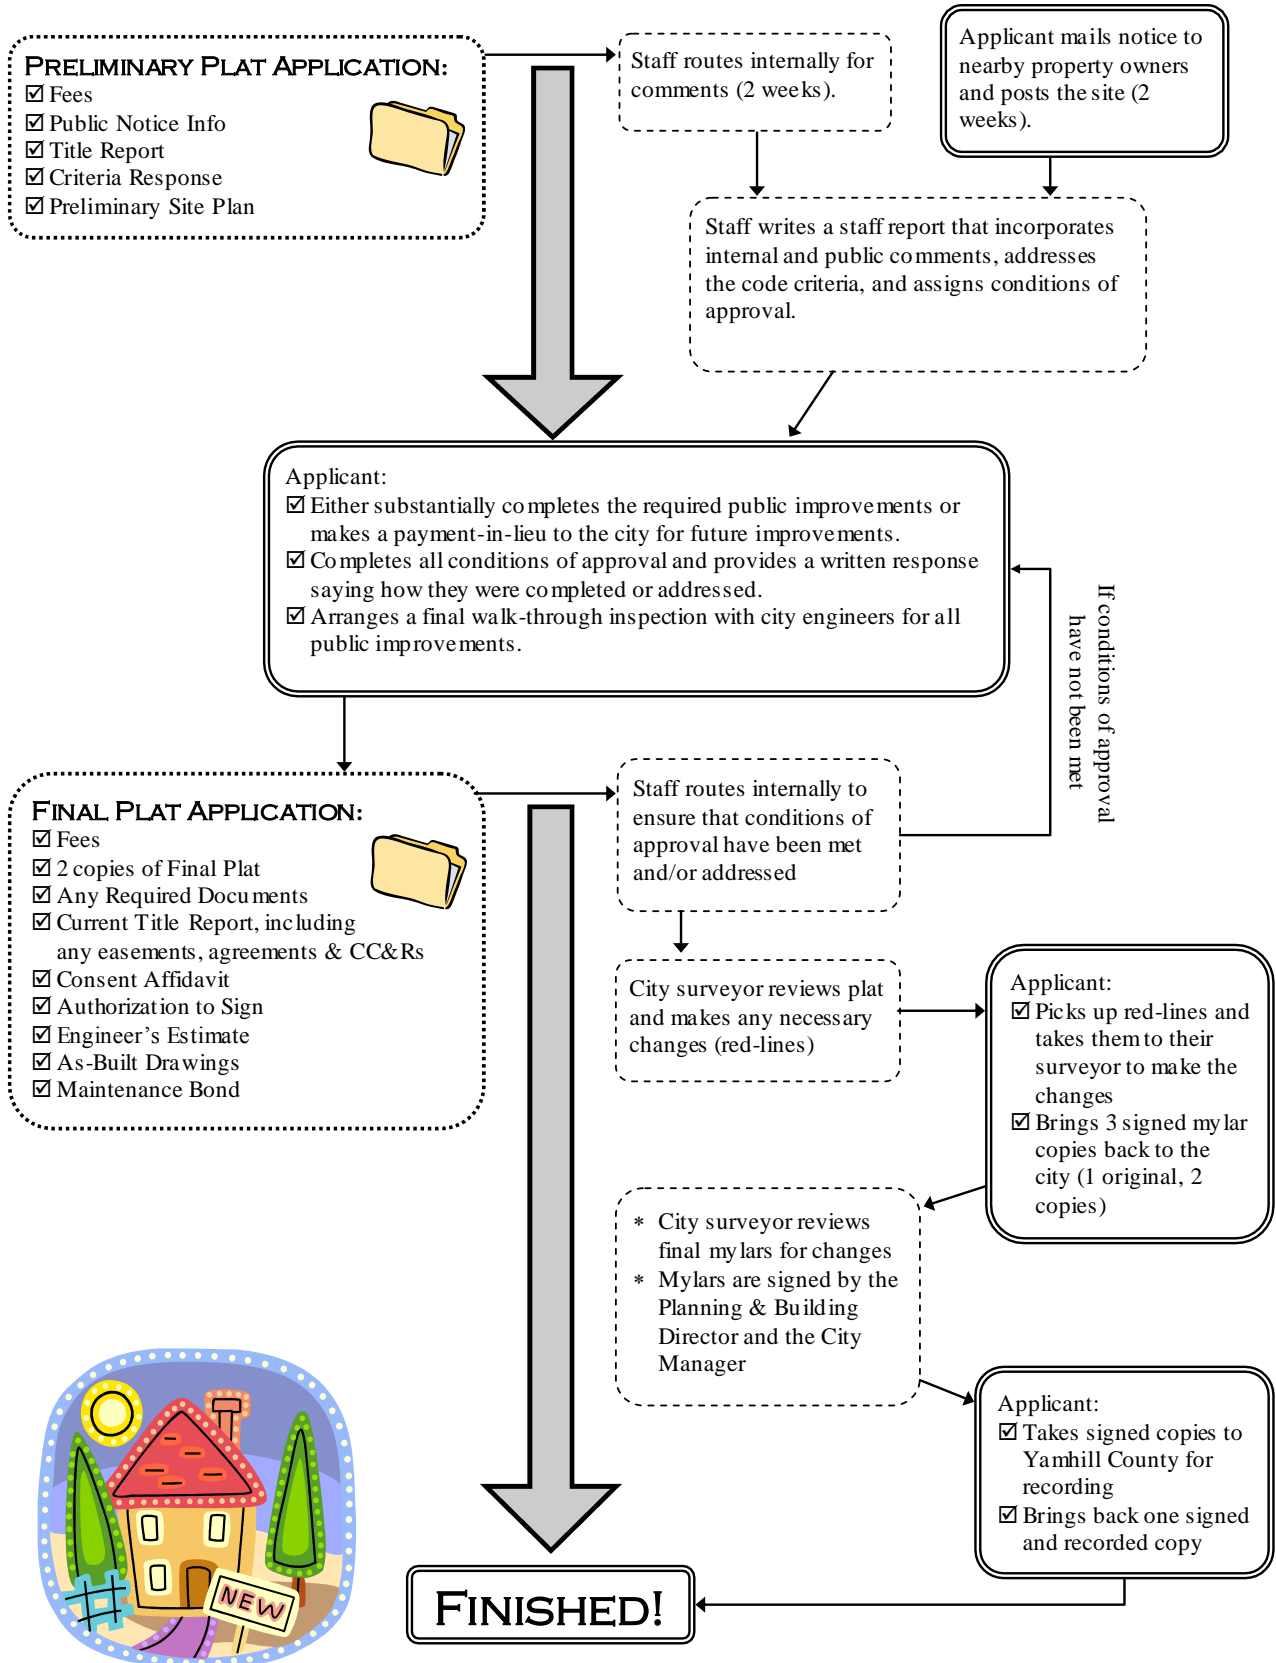 PRELIMINARY PLAT APPLICATION:
☑ Fees
☑ Public Notice Info
☑ Title Report
☑ Criteria Response
☑ Preliminary Site Plan
Staff routes internally for
comments (2 weeks).
Applicant mails notice to
nearby property owners
and posts the site (2
weeks).
Staff writes a staff report that incorporates
internal and public comments, addresses
the code criteria, and assigns conditions of
approval.
Applicant:
☑ Either substantially completes the required public improvements or
makes a payment-in-lieu to the city for future improvements.
☑ Completes all conditions of approval and provides a written response
saying how they were completed or addressed.
☑ Arranges a final walk-through inspection with city engineers for all
public improvements.
If conditions of approval
have not been met
FINAL PLAT APPLICATION:
☑ Fees
☑ 2 copies of Final Plat
☑ Any Required Documents
☑ Current Title Report, including
any easements, agreements & CC&Rs
☑ Consent Affidavit
☑ Authorization to Sign
☑ Engineer’s Estimate
☑ As-Built Drawings
☑ Maintenance Bond
Staff routes internally to
ensure that conditions of
approval have been met
and/or addressed
City surveyor reviews plat
and makes any necessary
changes (red-lines)
Applicant:
☑ Picks up red-lines and
takes them to their
surveyor to make the
changes
☑ Brings 3 signed mylar
copies back to the
city (1 original, 2
copies)
* City surveyor reviews
final mylars for changes
* Mylars are signed by the
Planning & Building
Director and the City
Manager
Applicant:
☑ Takes signed copies to
Yamhill County for
recording
☑ Brings back one signed
and recorded copy
NEW
FINISHED!